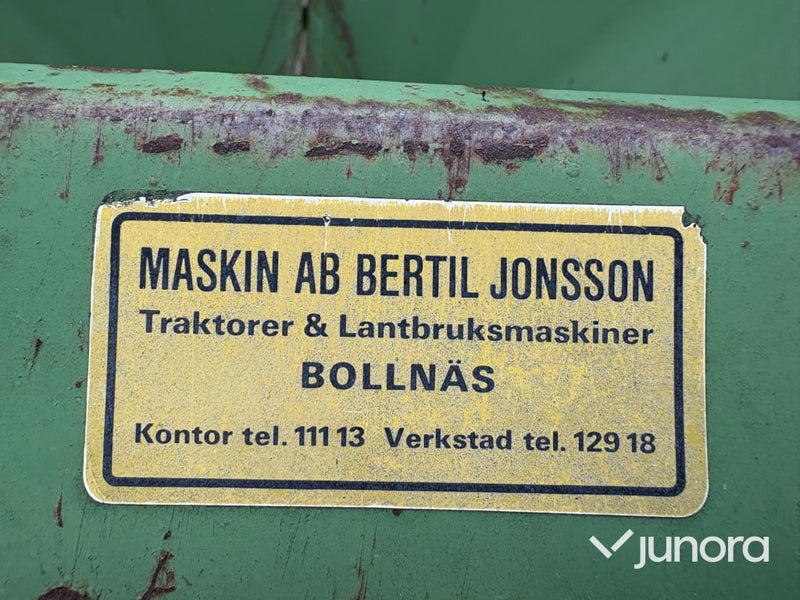 MASKIN AB BERTIL JONSSON
Traktorer & Lantbruksmaskiner
BOLLNÄS
Kontor tel. 111 13 Verkstad tel. 129 18
junora